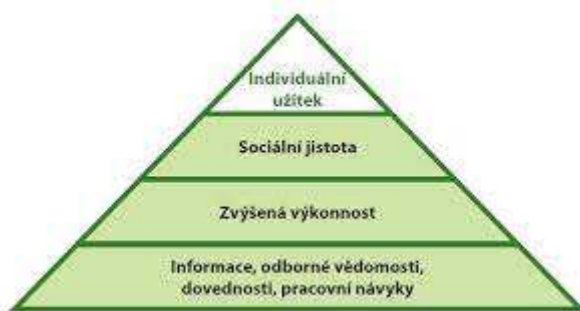 Individuální
užitek
Sociální jistota
Zvýšená výkonnost
Informace, odborné vědomosti,
dovednosti, pracovní návyky